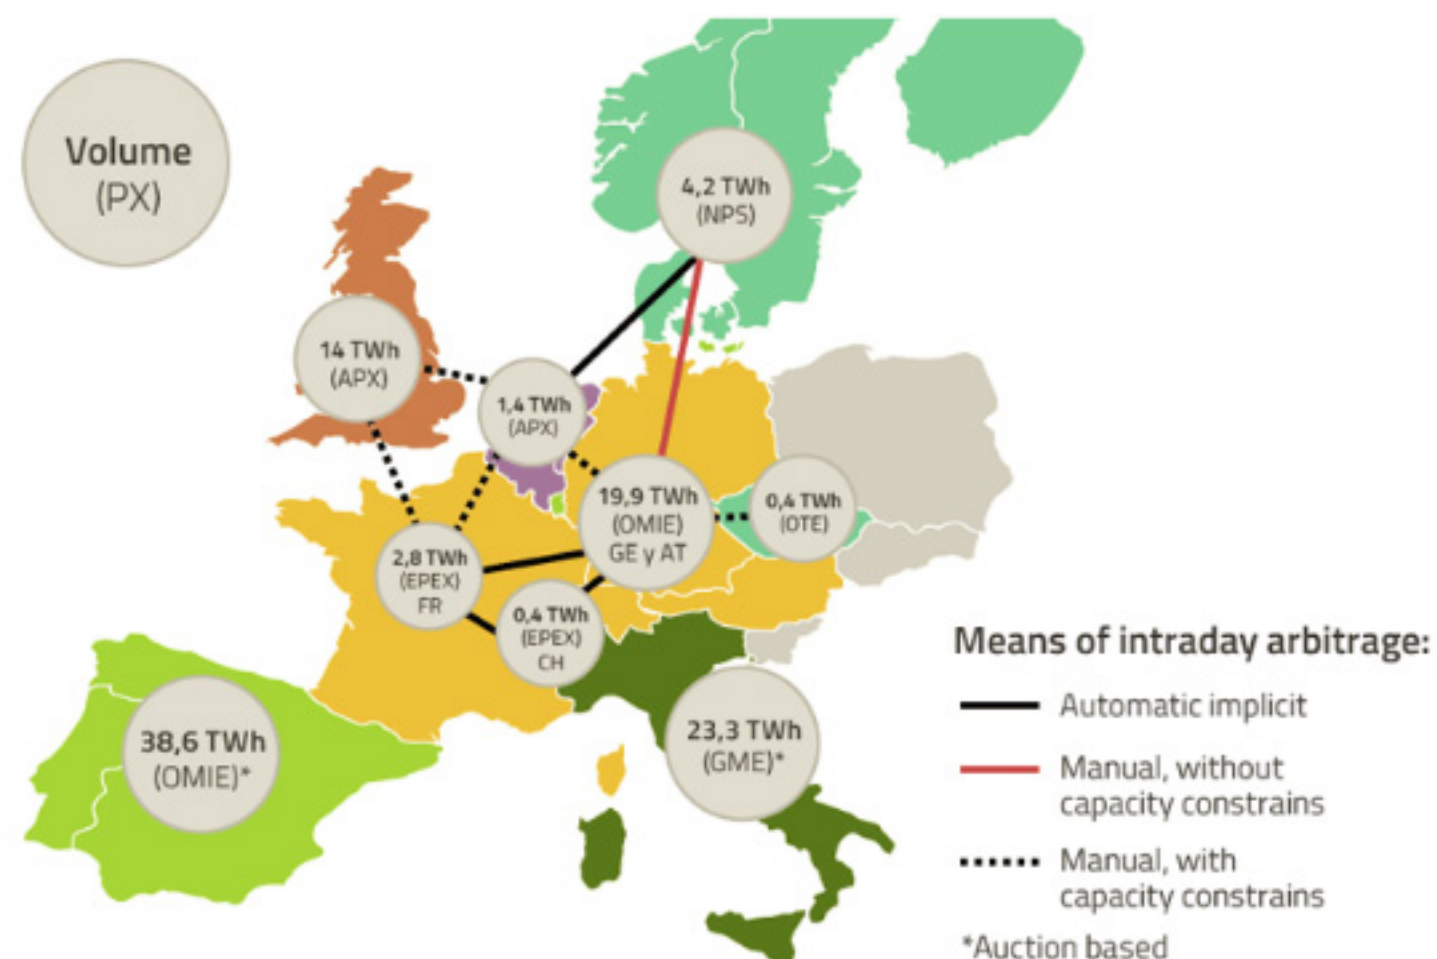 Volume
(PX)
4,2 TWh
(NPS)
14 TWh
(APX)
1,4 TWh
(APX)
19,9 TWh
(OMIE)
GE y AT
0,4 TWh
(OTE)
2,8 TWh
(EPEX)
FR
0,4 TWh
(EPEX)
CH
38,6 TWh
(OMIE)*
23,3 TWh
(GME)*
Means of intraday arbitrage:
Automatic implicit
Manual, without
capacity constrains
Manual, with
capacity constrains
*Auction based